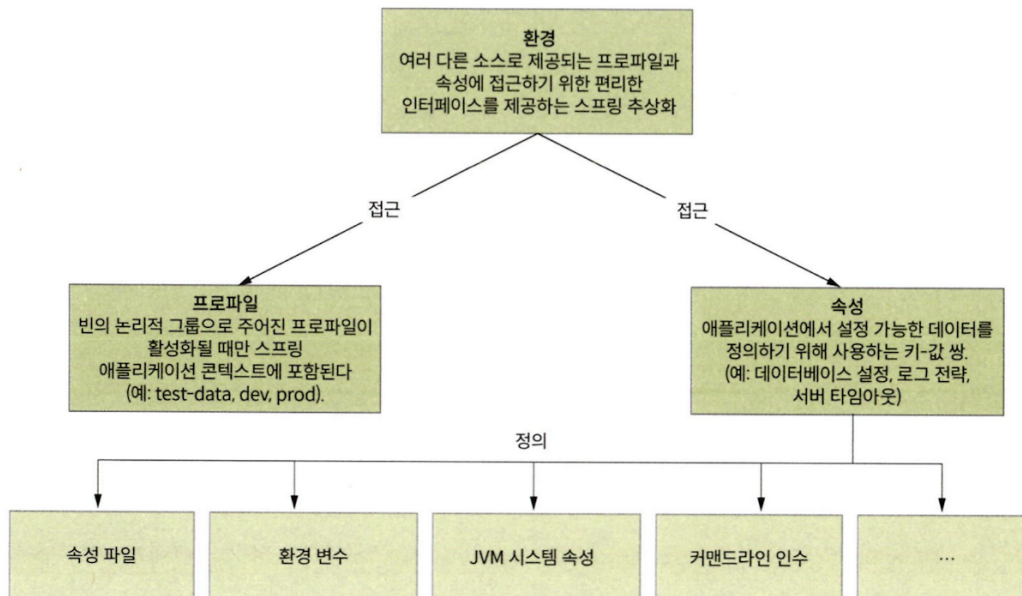 환경
여러 다른 소스로 제공되는 프로파일과
속성에 접근하기 위한 편리한
인터페이스를 제공하는 스프링 추상화
접근
접근
프로파일
빈의 논리적 그룹으로 주어진 프로파일이
활성화될 때만 스프링
애플리케이션 콘텍스트에 포함된다
(예: test-data, dev, prod).
속성
애플리케이션에서 설정 가능한 데이터를
정의하기 위해 사용하는 키-값 쌍.
(예: 데이터베이스 설정, 로그 전략,
서버 타임아웃)
정의
속성 파일
환경 변수
JVM 시스템 속성
커맨드라인 인수
...